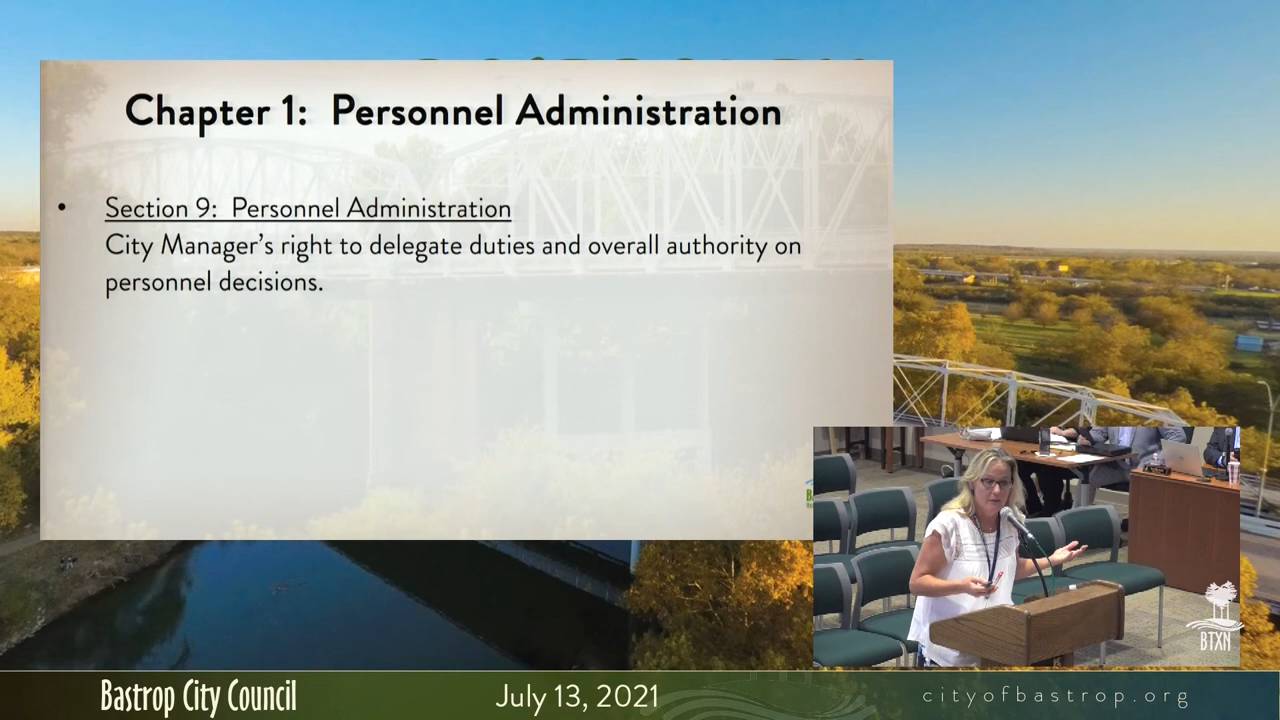 Chapter 1: Personnel Administration
• Section 9: Personnel Administration
City Manager's right to delegate duties and overall authority on
personnel decisions.
BTXN
Bastrop City Council
July 13, 2021
cityofbastrop.org